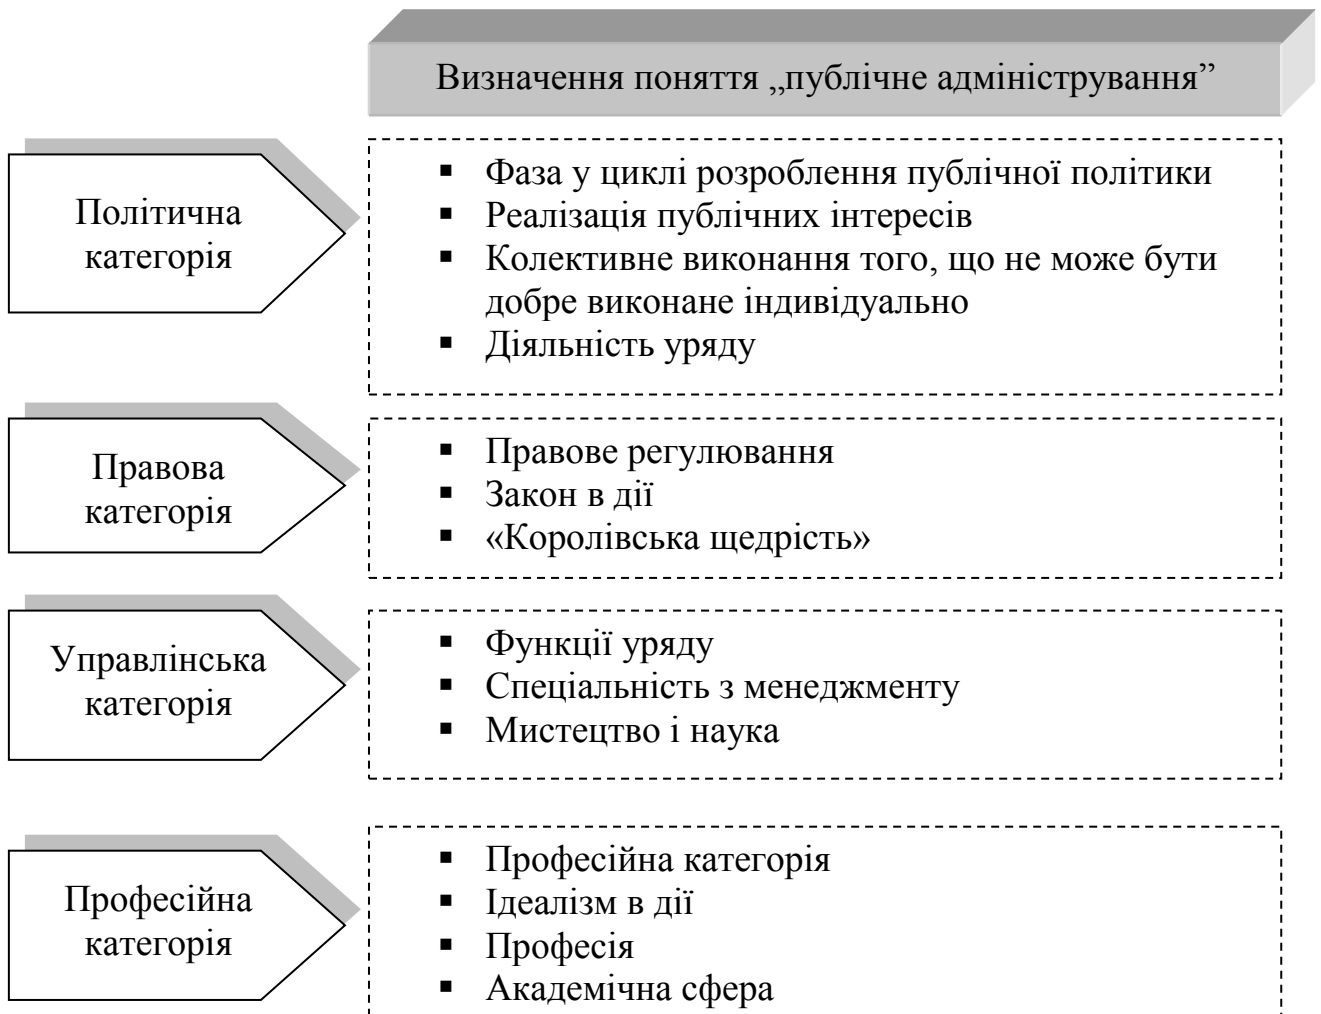 Визначення поняття „публічне адміністрування”
Політична
категорія
▪ Фаза у циклі розроблення публічної політики
▪ Реалізація публічних інтересів
▪ Колективне виконання того, що не може бути
добре виконане індивідуально
▪ Діяльність уряду
Правова
категорія
▪ Правове регулювання
▪ Закон в дії
▪ «Королівська щедрість»
Управлінська
категорія
▪ Функції уряду
▪ Спеціальність з менеджменту
▪ Мистецтво і наука
Професійна
категорія
▪ Професійна категорія
▪ Ідеалізм в дії
▪ Професія
▪ Академічна сфера